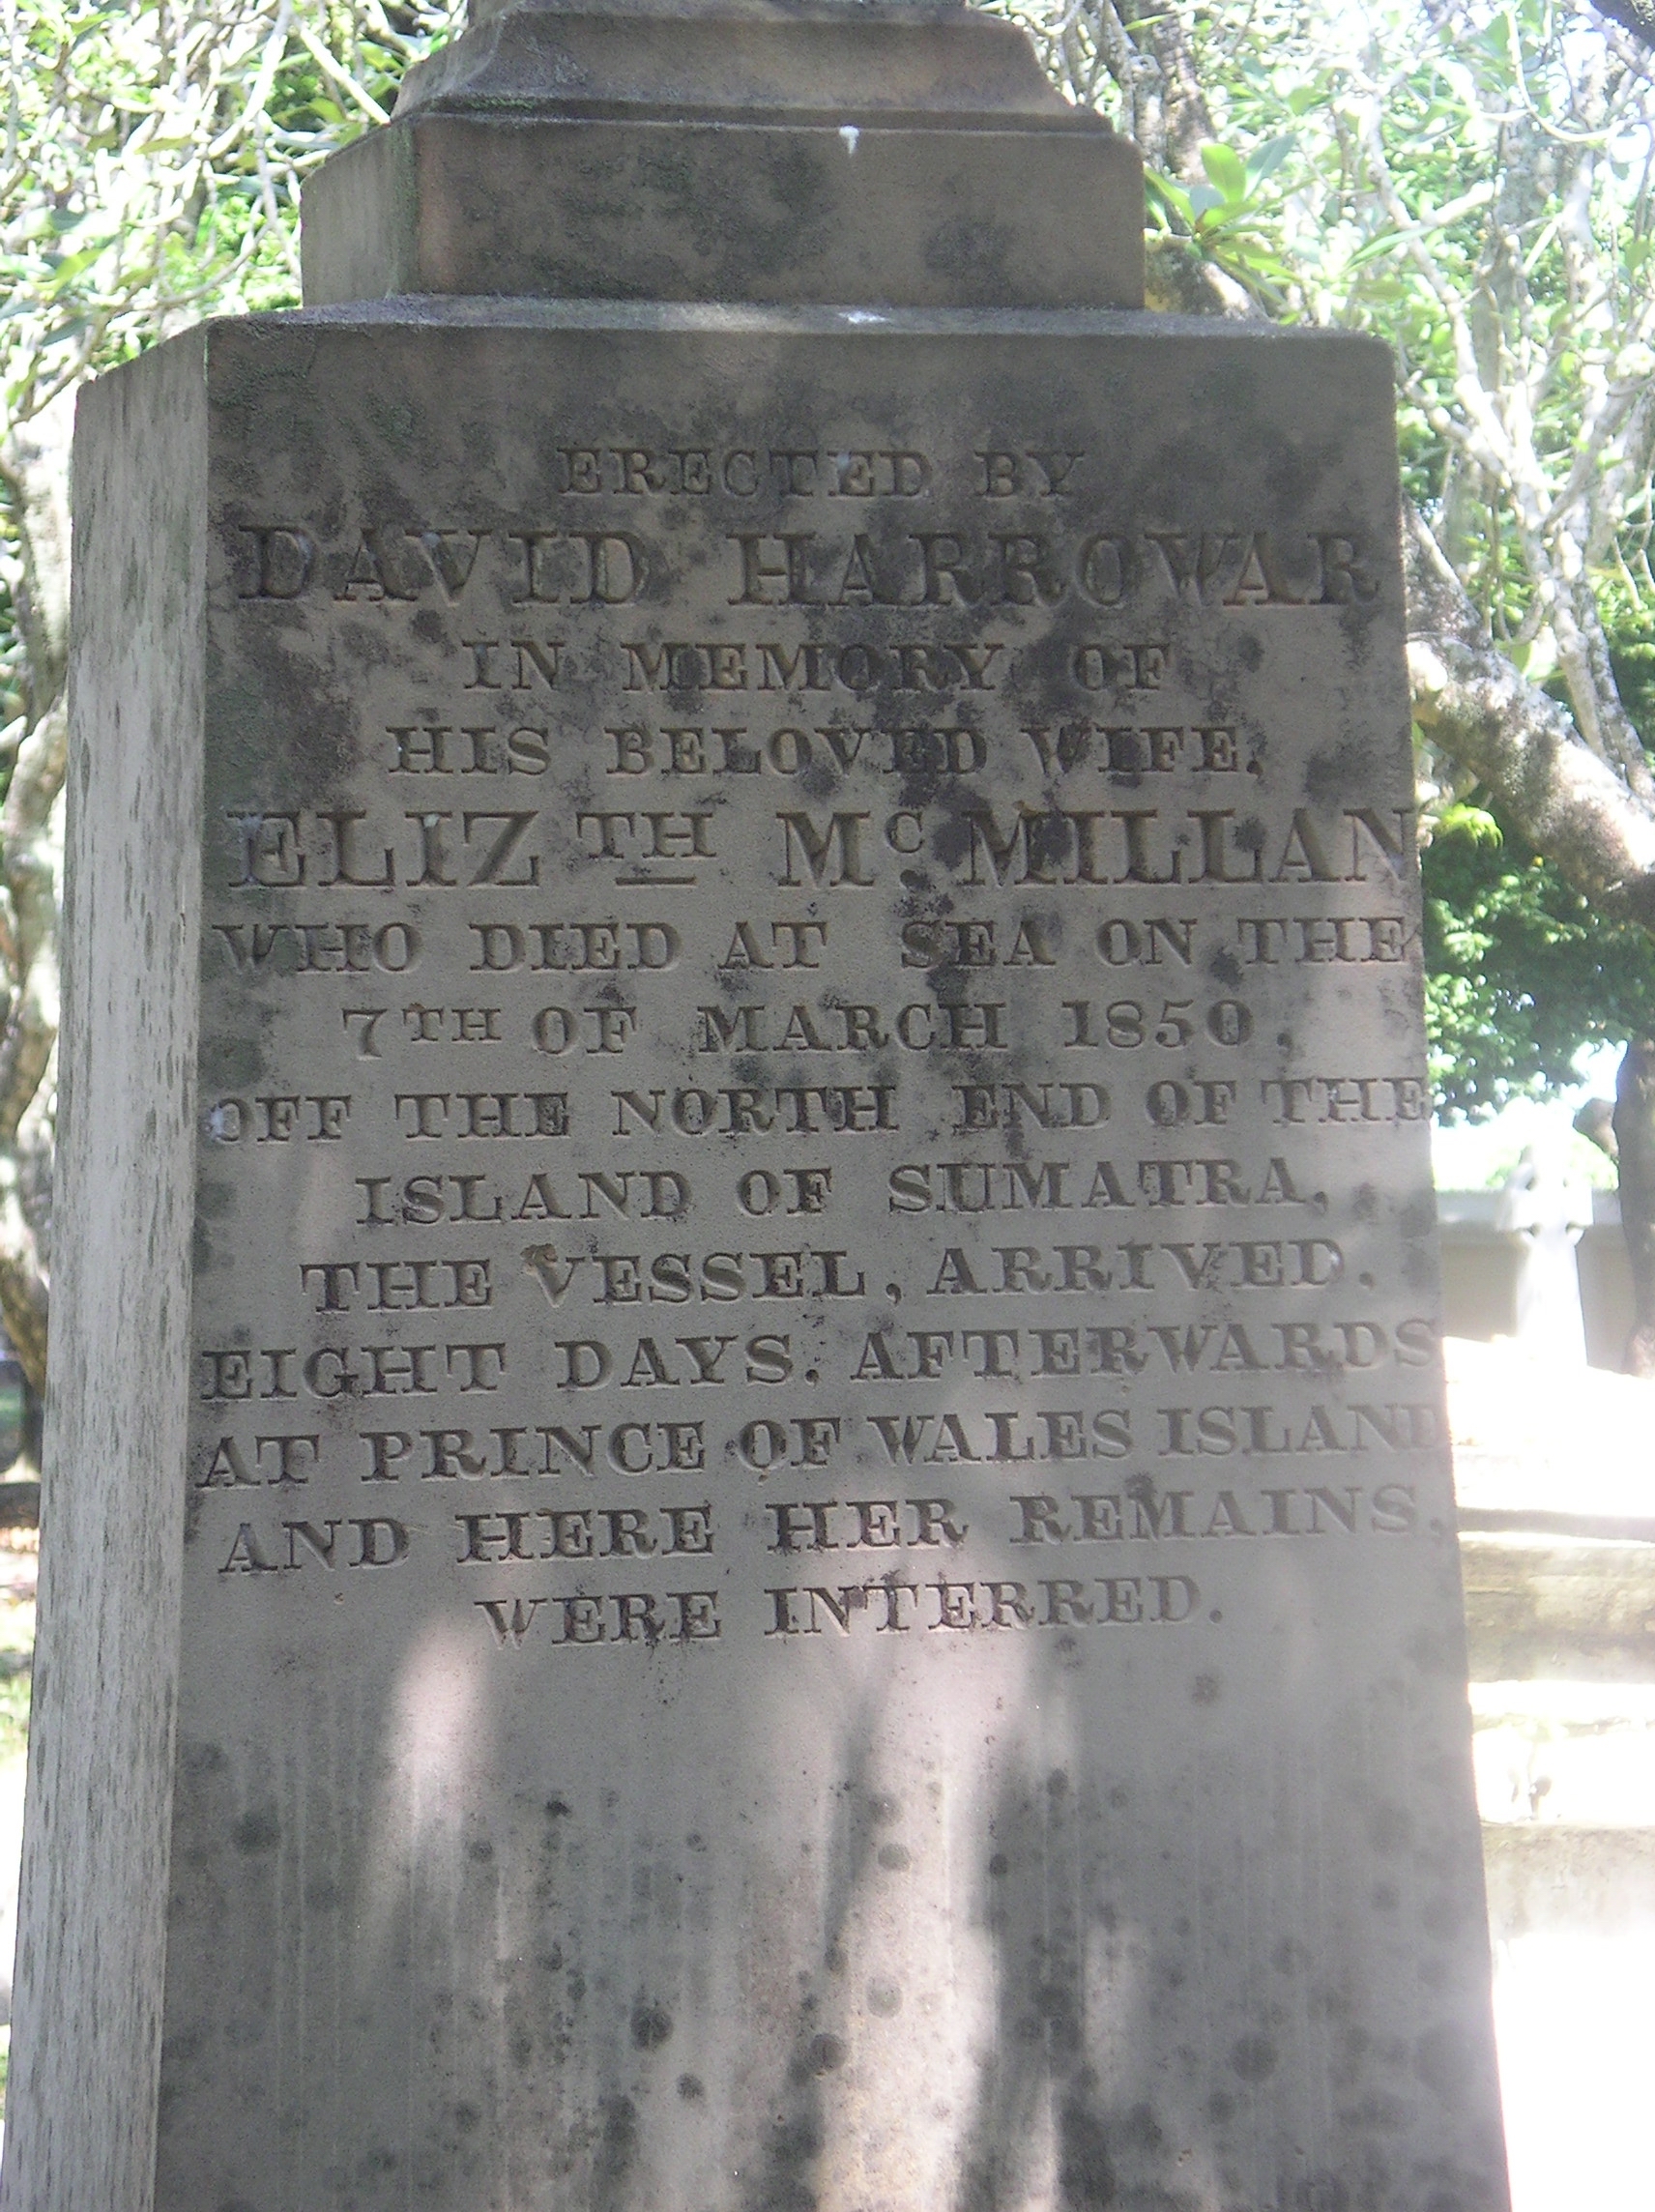 ERECTED BY
DAVID HARROWAR
IN MEMORY OF
HIS BELOVED WIFE,
ELIZTH McMILLAN
WHO DIED AT SEA ON THE
7TH OF MARCH 1850,
OFF THE NORTH END OF THE
ISLAND OF SUMATRA,
THE VESSEL, ARRIVED,
EIGHT DAYS. AFTERWARDS
AT PRINCE OF WALES ISLAND
AND HERE HER REMAINS,
WERE INTERRED.